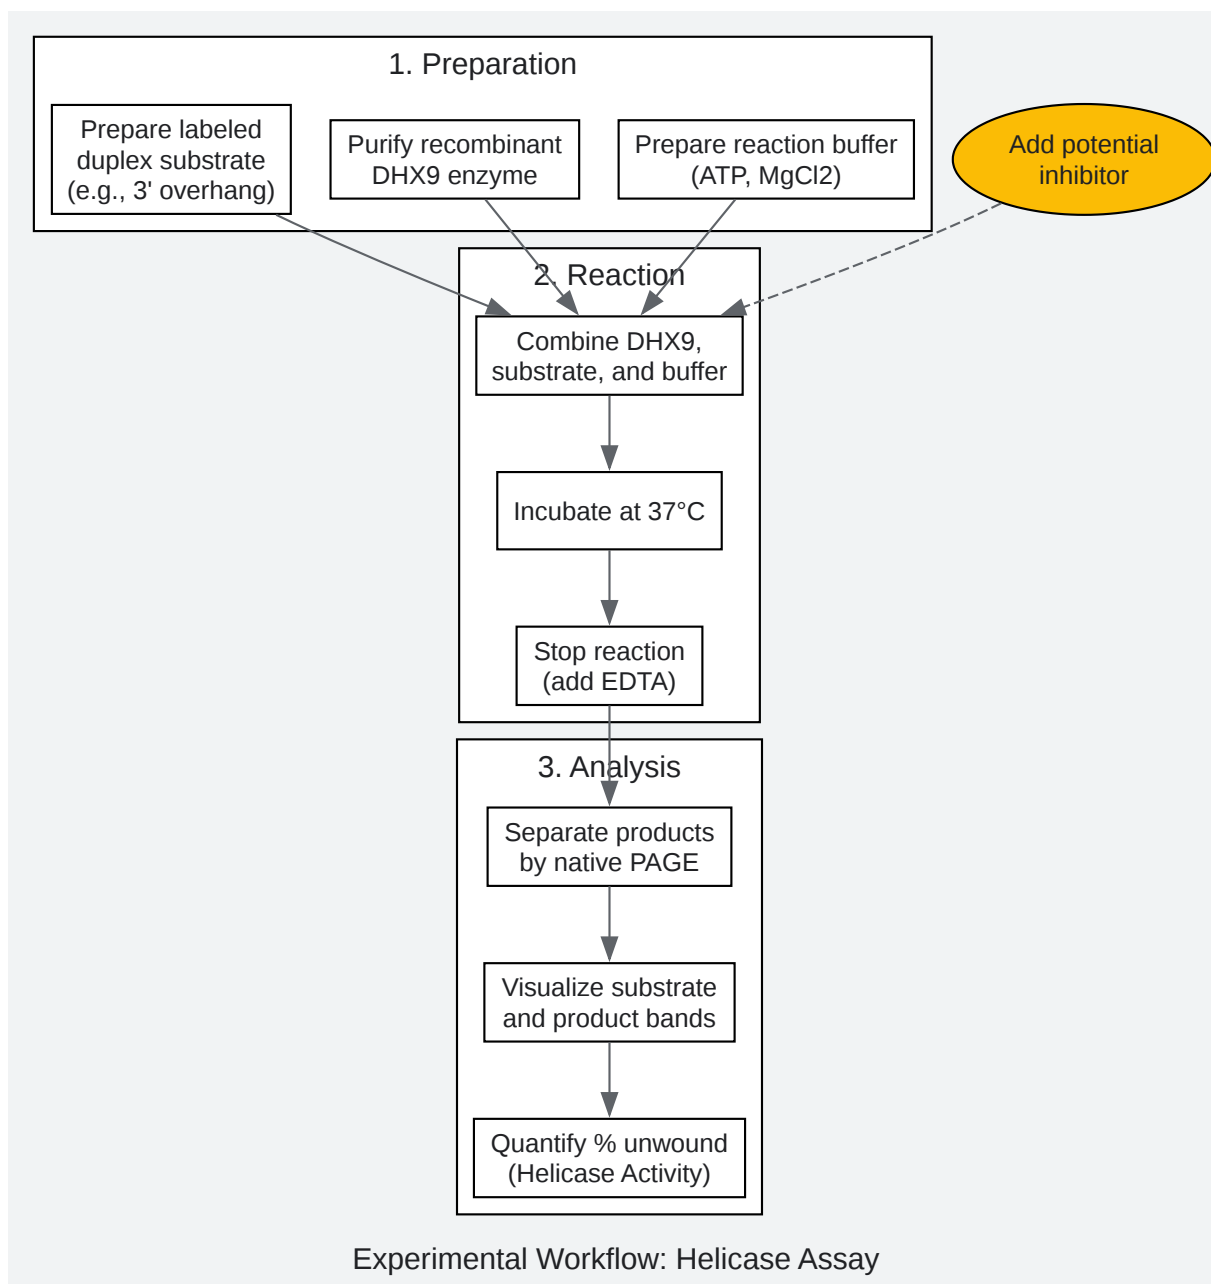 1. Preparation
Prepare labeled
duplex substrate
(e.g., 3' overhang)
Purify recombinant
DHX9 enzyme
Prepare reaction buffer
(ATP, MgCl2)
Add potential
inhibitor
2. Reaction
Combine DHX9,
substrate, and buffer
Incubate at 37°C
Stop reaction
(add EDTA)
3. Analysis
Separate products
by native PAGE
Visualize substrate
and product bands
Quantify % unwound
(Helicase Activity)
Experimental Workflow: Helicase Assay